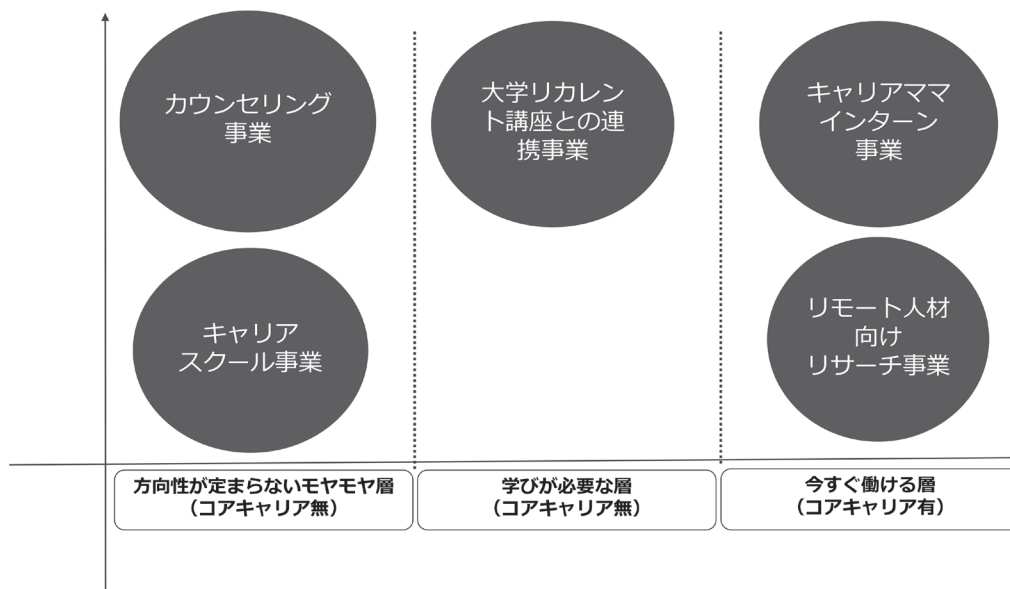 カウンセリング
事業
大学リカレン
ト講座との連
携事業
キャリアママ
インターン
事業
キャリア
スクール事業
リモート人材
向け
リサーチ事業
方向性が定まらないモヤモヤ層
（コアキャリア無）
学びが必要な層
（コアキャリア無）
今すぐ働ける層
（コアキャリア有）